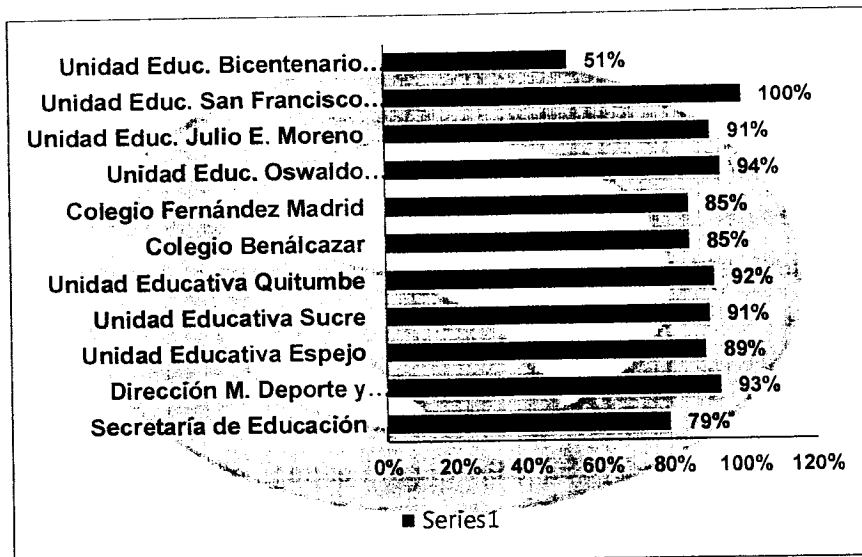 Unidad Educ. Bicentenario... 51%
Unidad Educ. San Francisco... 100%
Unidad Educ. Julio E. Moreno 91%
Unidad Educ. Oswaldo... 94%
Colegio Fernández Madrid 85%
Colegio Benálcazar 85%
Unidad Educativa Quitumbe 92%
Unidad Educativa Sucre 91%
Unidad Educativa Espejo 89%
Dirección M. Deporte y... 93%
Secretaría de Educación 79%
0% 20% 40% 60% 80% 100% 120%
Series1